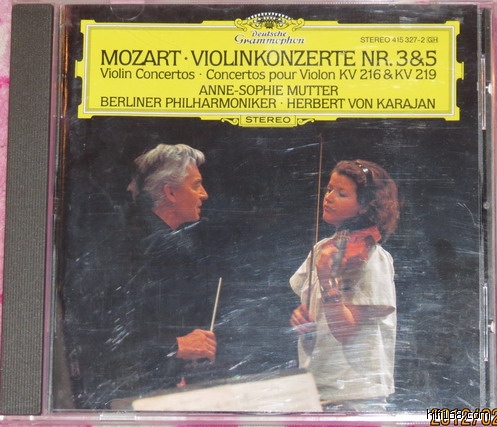 Deutsche
Grammophon
STEREO 415 327-2 GH
MOZART · VIOLINKONZERTE NR. 3&5
Violin Concertos · Concertos pour Violon KV 216 & KV 219
ANNE-SOPHIE MUTTER
BERLINER PHILHARMONIKER · HERBERT VON KARAJAN
STEREO